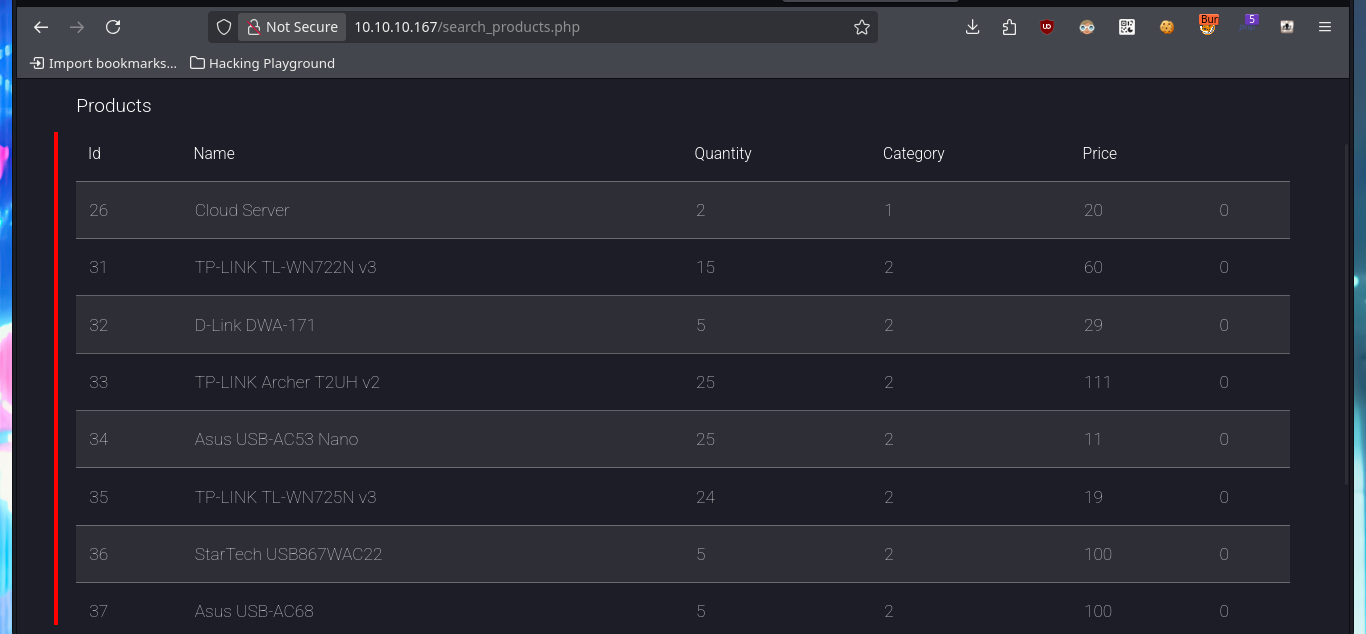 Not Secure 10.10.10.167/search_products.php Bur 5
Import bookmarks... Hacking Playground
Products
Id Name Quantity Category Price
26 Cloud Server 2 1 20 0
31 TP-LINK TL-WN722N v3 15 2 60 0
32 D-Link DWA-171 5 2 29 0
33 TP-LINK Archer T2UH v2 25 2 111 0
34 Asus USB-AC53 Nano 25 2 11 0
35 TP-LINK TL-WN725N v3 24 2 19 0
36 StarTech USB867WAC22 5 2 100 0
37 Asus USB-AC68 5 2 100 0